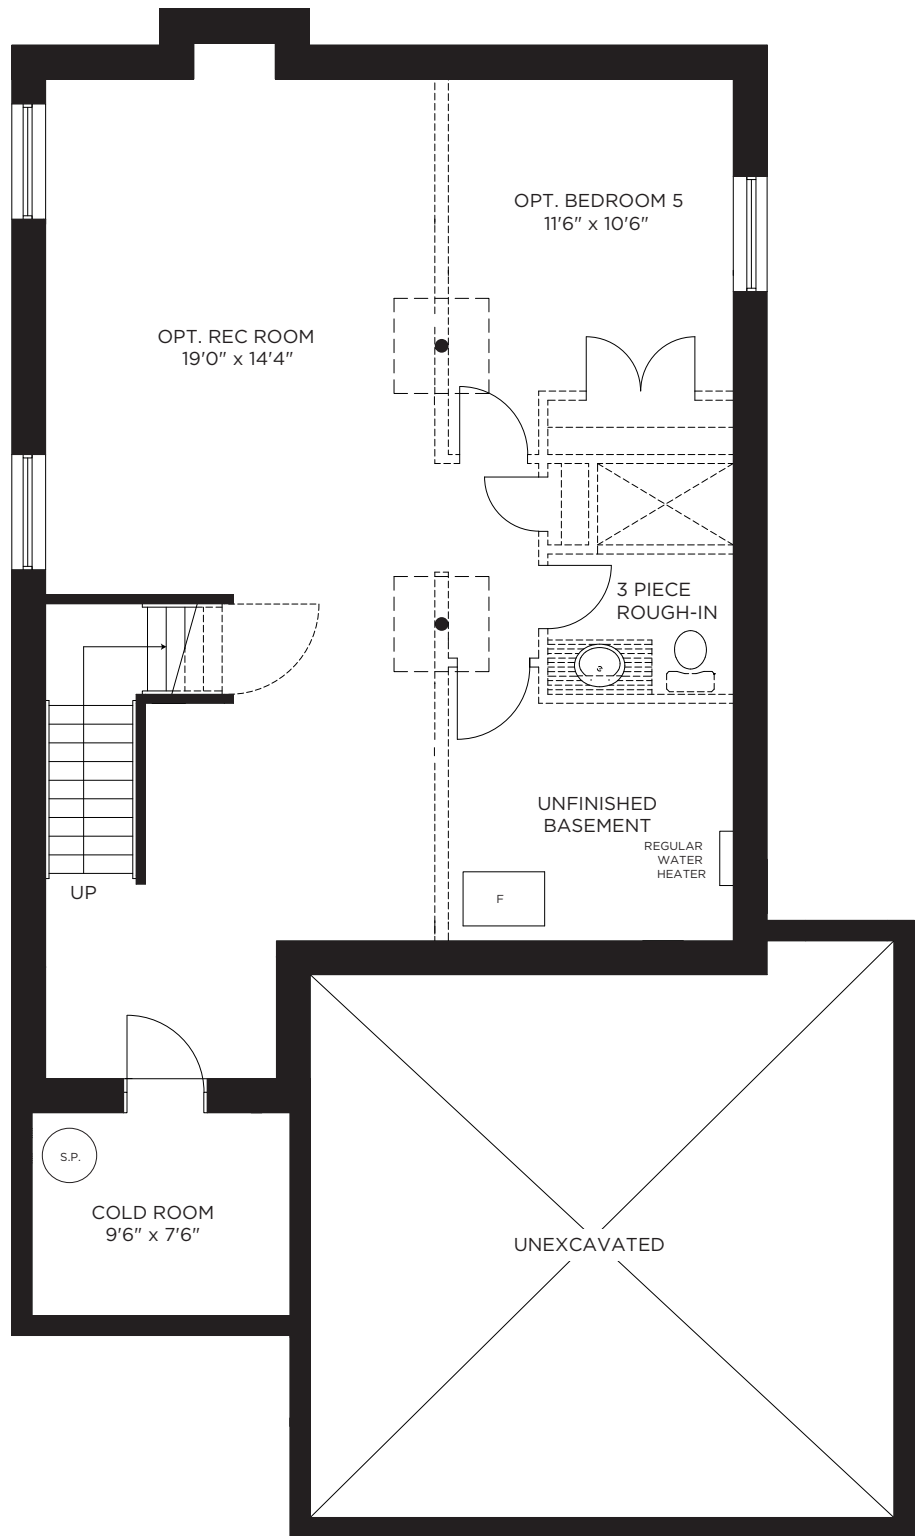 OPT. BEDROOM 5
11'6" x 10'6"
OPT. REC ROOM
19'0" x 14'4"
3 PIECE
ROUGH-IN
UNFINISHED
BASEMENT
REGULAR
WATER
HEATER
F
UP
S.P.
COLD ROOM
9'6" x 7'6"
UNEXCAVATED